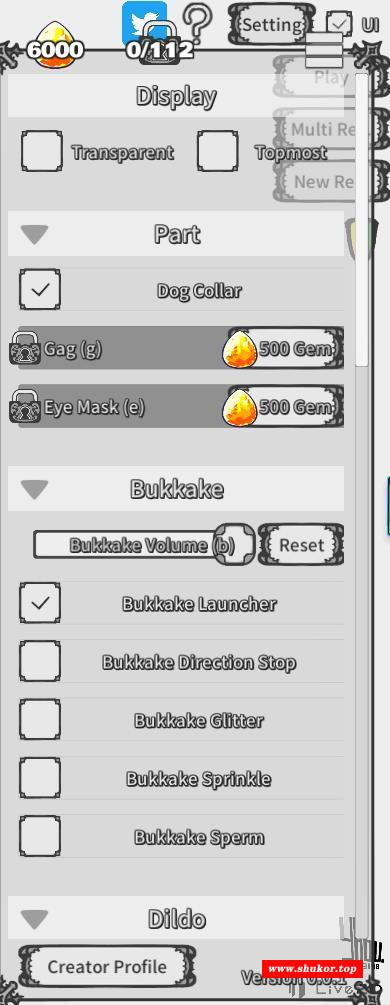 Setting
UI
6000
0/112
Display
Play
Multi Re
Transparent
Topmost
New Re
Part
Dog Collar
Gag (g)
500 Gem
Eye Mask (e)
500 Gem
Bukkake
Bukkake Volume (b)
Reset
Bukkake Launcher
Bukkake Direction Stop
Bukkake Glitter
Bukkake Sprinkle
Bukkake Sperm
Dildo
Creator Profile
www.shukor.top
Live